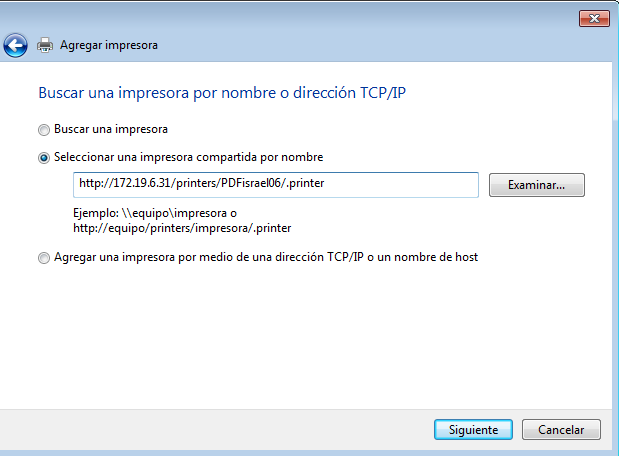 Agregar impresora
Buscar una impresora por nombre o dirección TCP/IP
Buscar una impresora
Seleccionar una impresora compartida por nombre
http://172.19.6.31/printers/PDFisrael06/.printer
Examinar...
Ejemplo: \\equipo\impresora o
http://equipo/printers/impresora/.printer
Agregar una impresora por medio de una dirección TCP/IP o un nombre de host
Siguiente
Cancelar